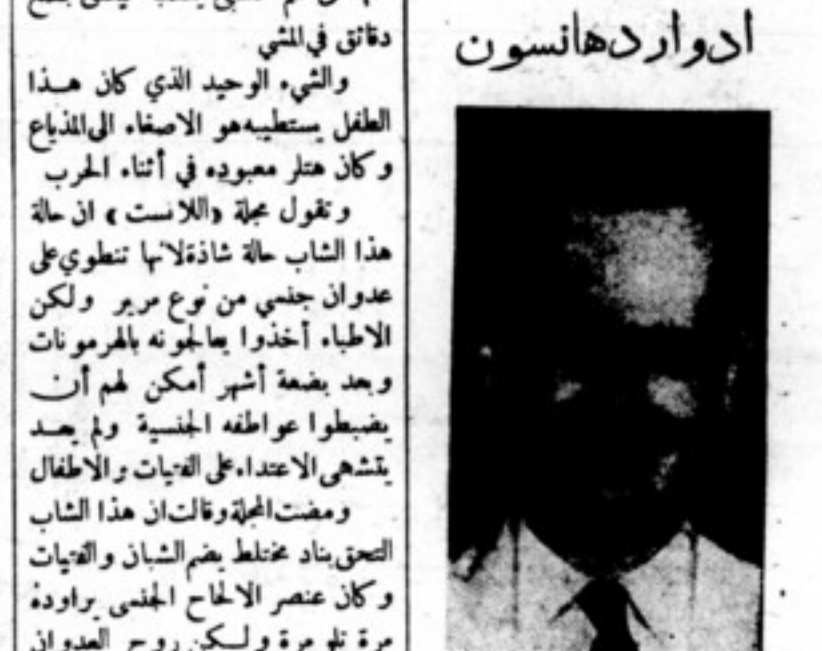 ادوارد هانسون
دقائق في المشي
والشيء الوحيد الذي كان هذا
الطفل يستطيبه هو الاصغاء الى المذياع
وكان هتلر معبوده في أثناء الحرب
وتقول مجلة «اللانست» ان حالة
هذا الشاب حالة شاذة لانها تنطوي على
عدوان جنسي من نوع مرير ولكن
الاطباء أخذوا يعالجونه بالهرمونات
وبعد بضعة أشهر أمكن لهم أن
يضبطوا عواطفه الجنسية ولم يعد
يتشهى الاعتداء على الفتيات والاطفال
ومضت المجلة وقالت ان هذا الشاب
التحق بناد مختلط يضم الشبان والفتيات
وكان عنصر الالحاح الجنسي يراوده
مرة تلو مرة ولكن روح العدوان